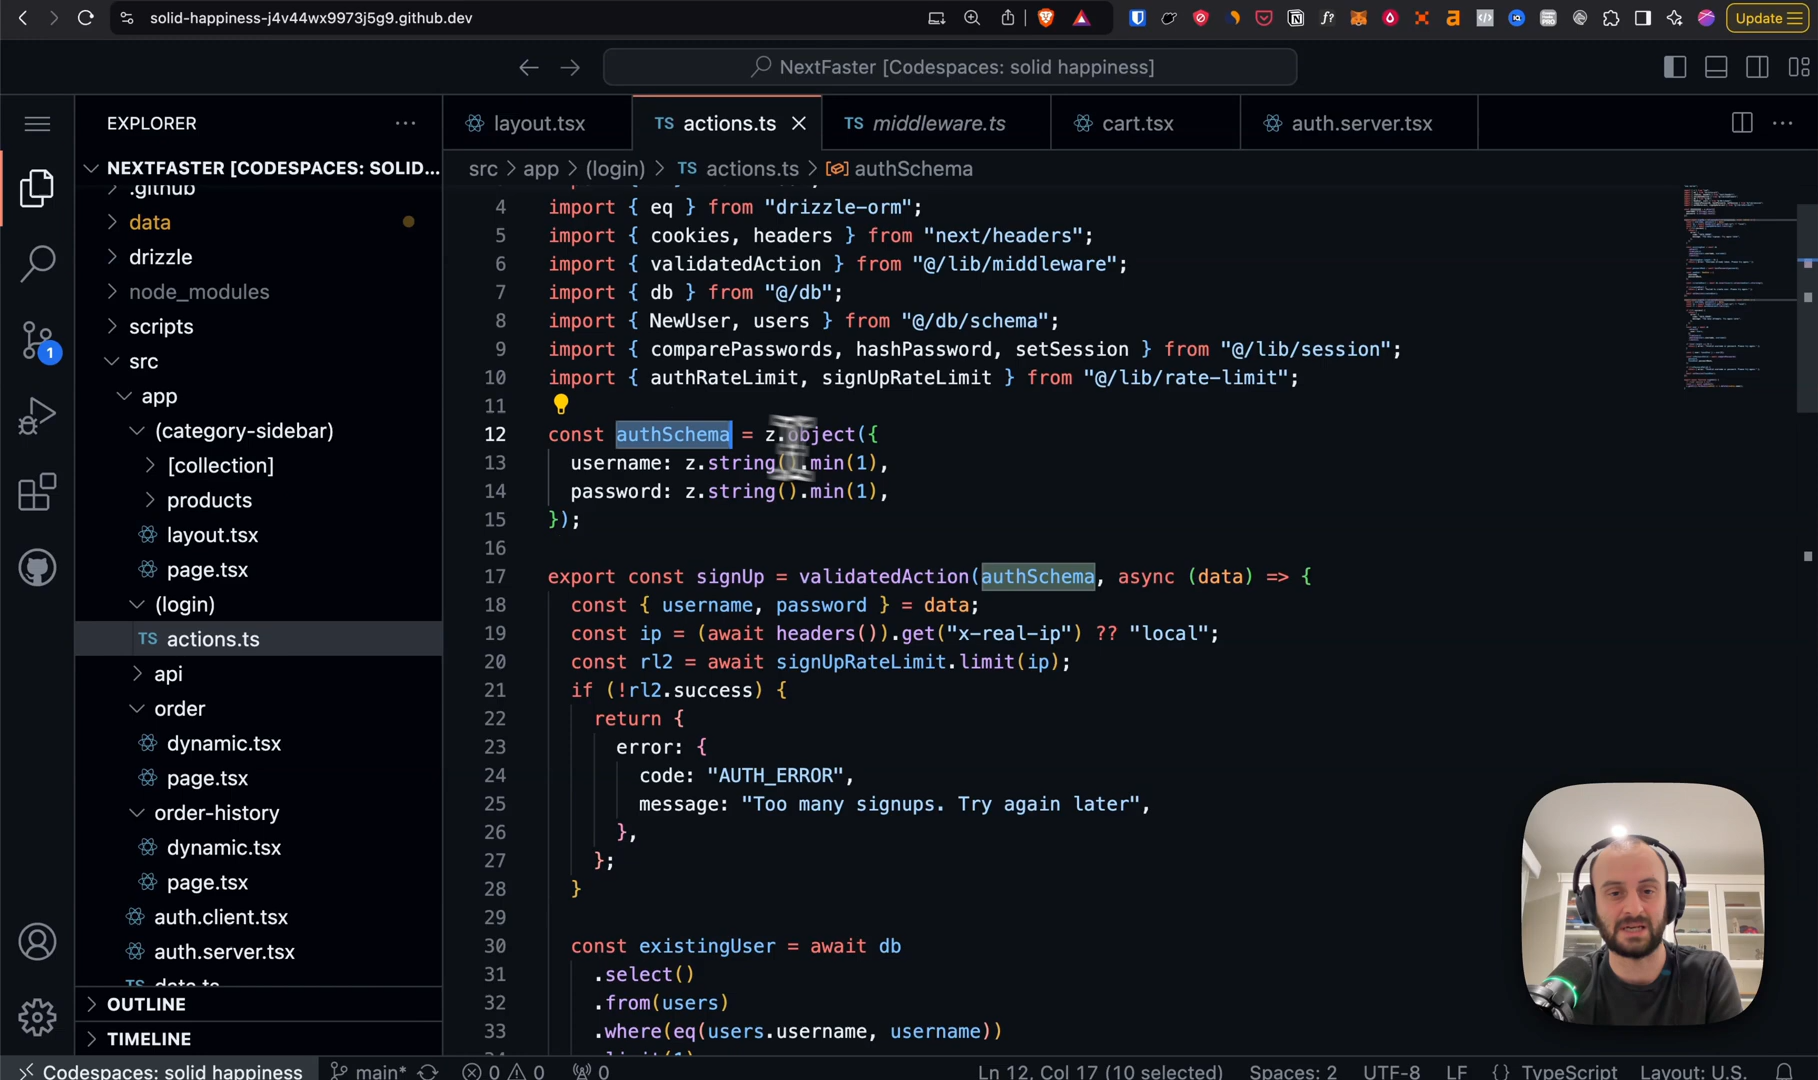 solid-happiness-j4v44wx9973j5g9.github.dev
Update
NextFaster [Codespaces: solid happiness]
EXPLORER
layout.tsx
TS actions.ts
TS middleware.ts
cart.tsx
auth.server.tsx
NEXTFASTER [CODESPACES: SOLID...
src > app > (login) > TS actions.ts > authSchema
.github
data
drizzle
node_modules
scripts
src
app
(category-sidebar)
[collection]
products
layout.tsx
page.tsx
(login)
TS actions.ts
api
order
dynamic.tsx
page.tsx
order-history
dynamic.tsx
page.tsx
auth.client.tsx
auth.server.tsx
data.ts
OUTLINE
TIMELINE
1
4 import { eq } from "drizzle-orm";
5 import { cookies, headers } from "next/headers";
6 import { validatedAction } from "@/lib/middleware";
7 import { db } from "@/db";
8 import { NewUser, users } from "@/db/schema";
9 import { comparePasswords, hashPassword, setSession } from "@/lib/session";
10 import { authRateLimit, signUpRateLimit } from "@/lib/rate-limit";
11
12 const authSchema = z.object({
13 username: z.string().min(1),
14 password: z.string().min(1),
15 });
16
17 export const signUp = validatedAction(authSchema, async (data) => {
18 const { username, password } = data;
19 const ip = (await headers()).get("x-real-ip") ?? "local";
20 const rl2 = await signUpRateLimit.limit(ip);
21 if (!rl2.success) {
22 return {
23 error: {
24 code: "AUTH_ERROR",
25 message: "Too many signups. Try again later",
26 },
27 };
28 }
29
30 const existingUser = await db
31 .select()
32 .from(users)
33 .where(eq(users.username, username))
Codespaces: solid happiness
main*
0 0
0
Ln 12, Col 17 (10 selected)
Spaces: 2
UTF-8
LF
{} TypeScript
Layout: U.S.